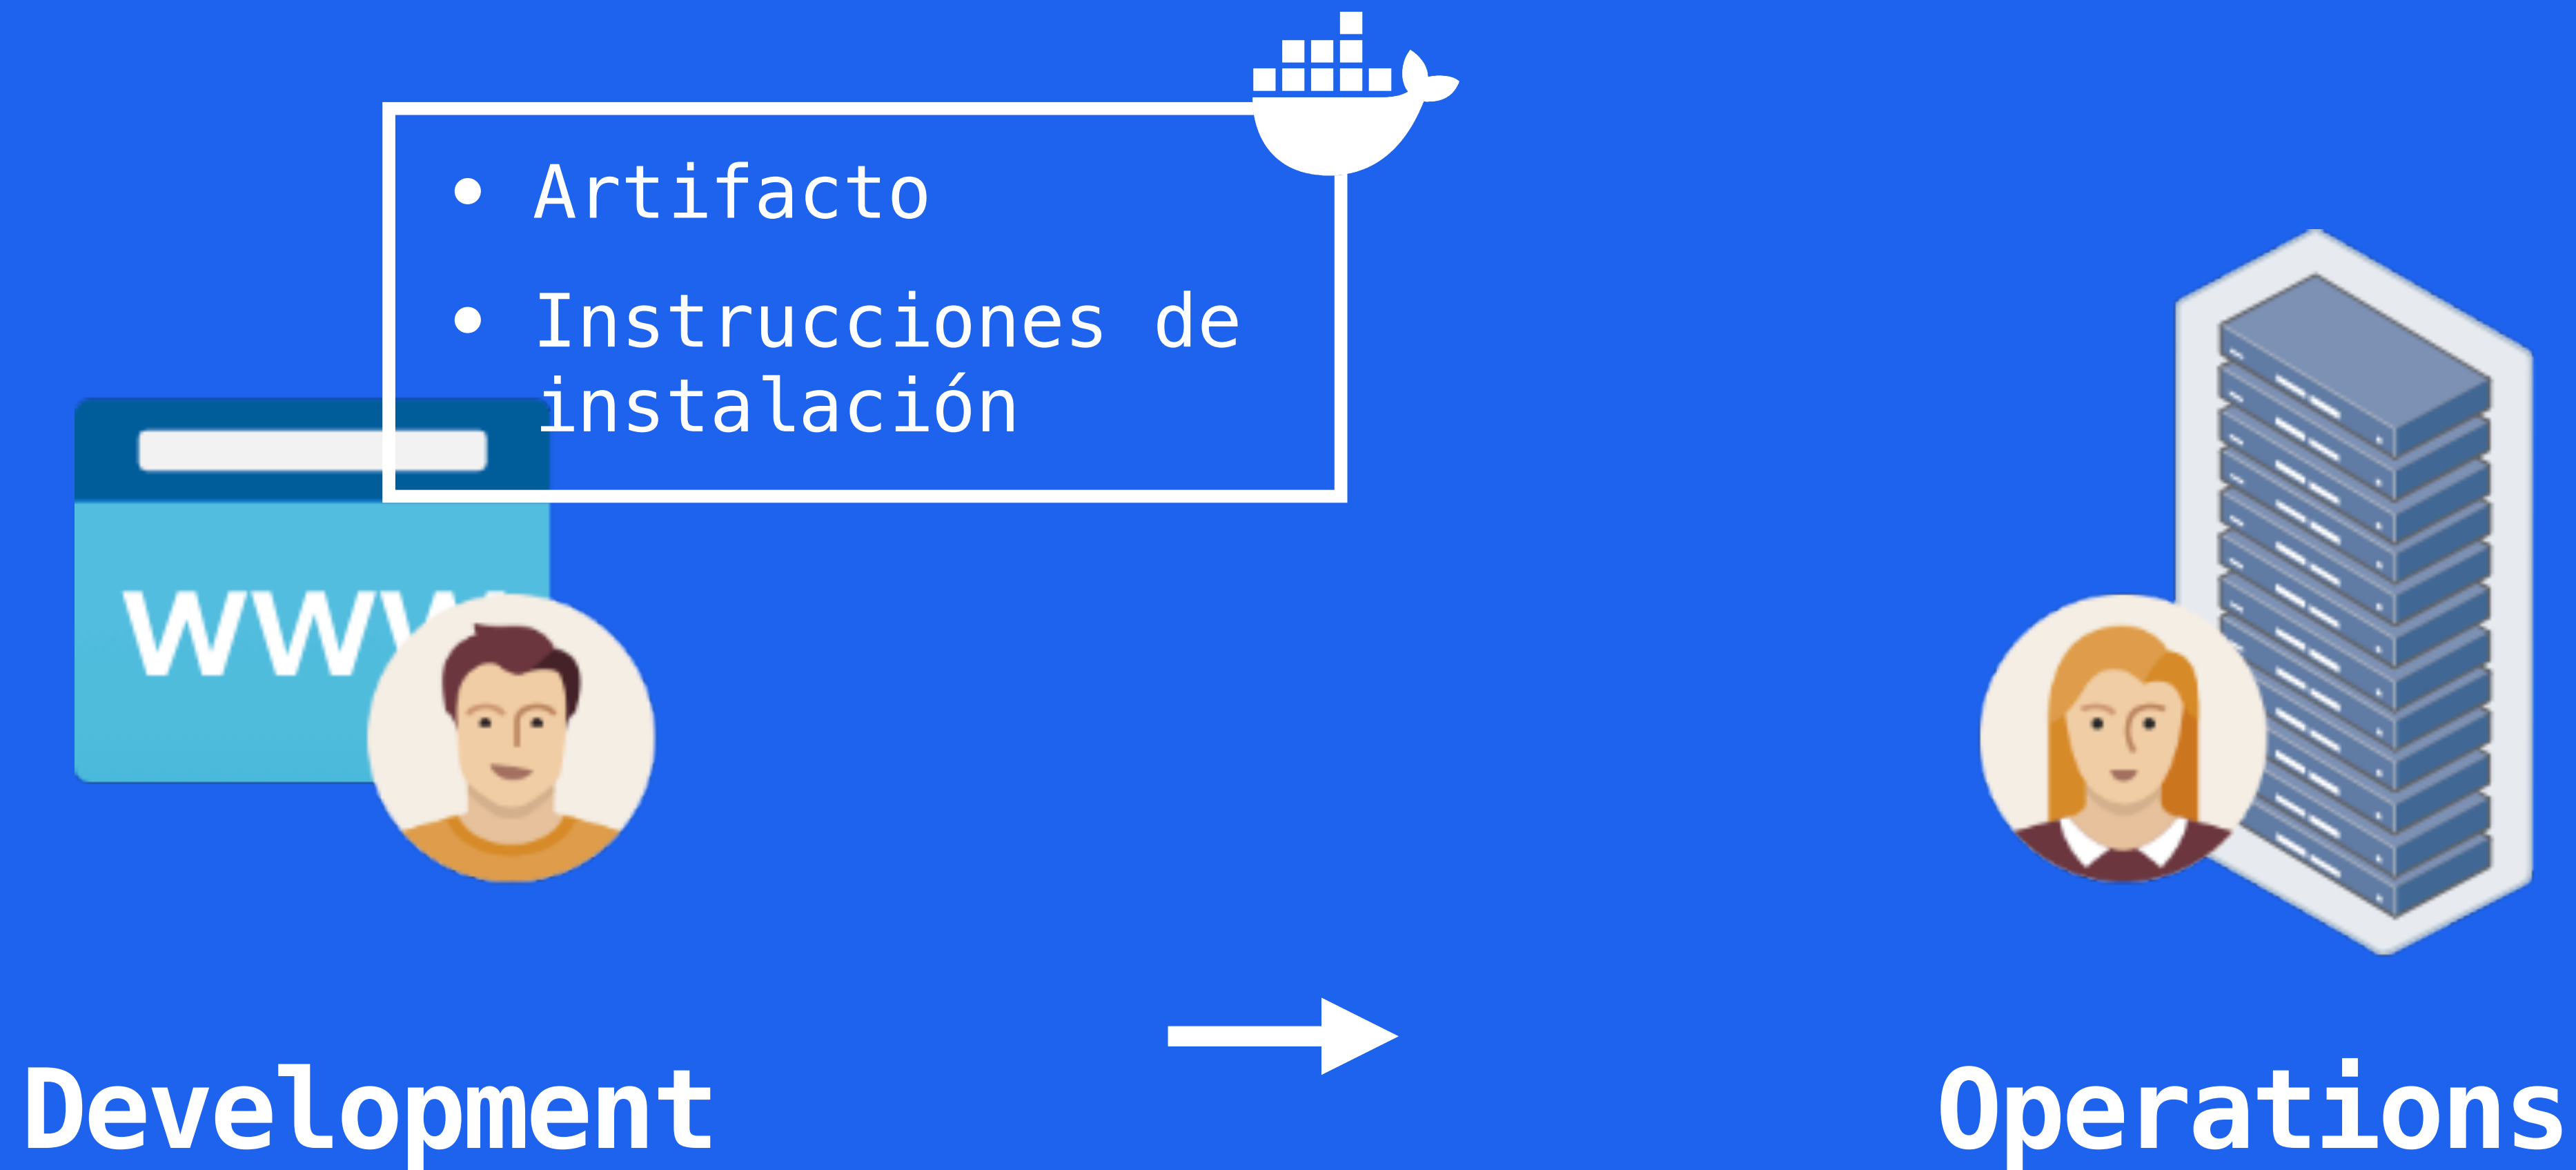 • Artifacto
• Instrucciones de
instalación
WWW
Development
Operations